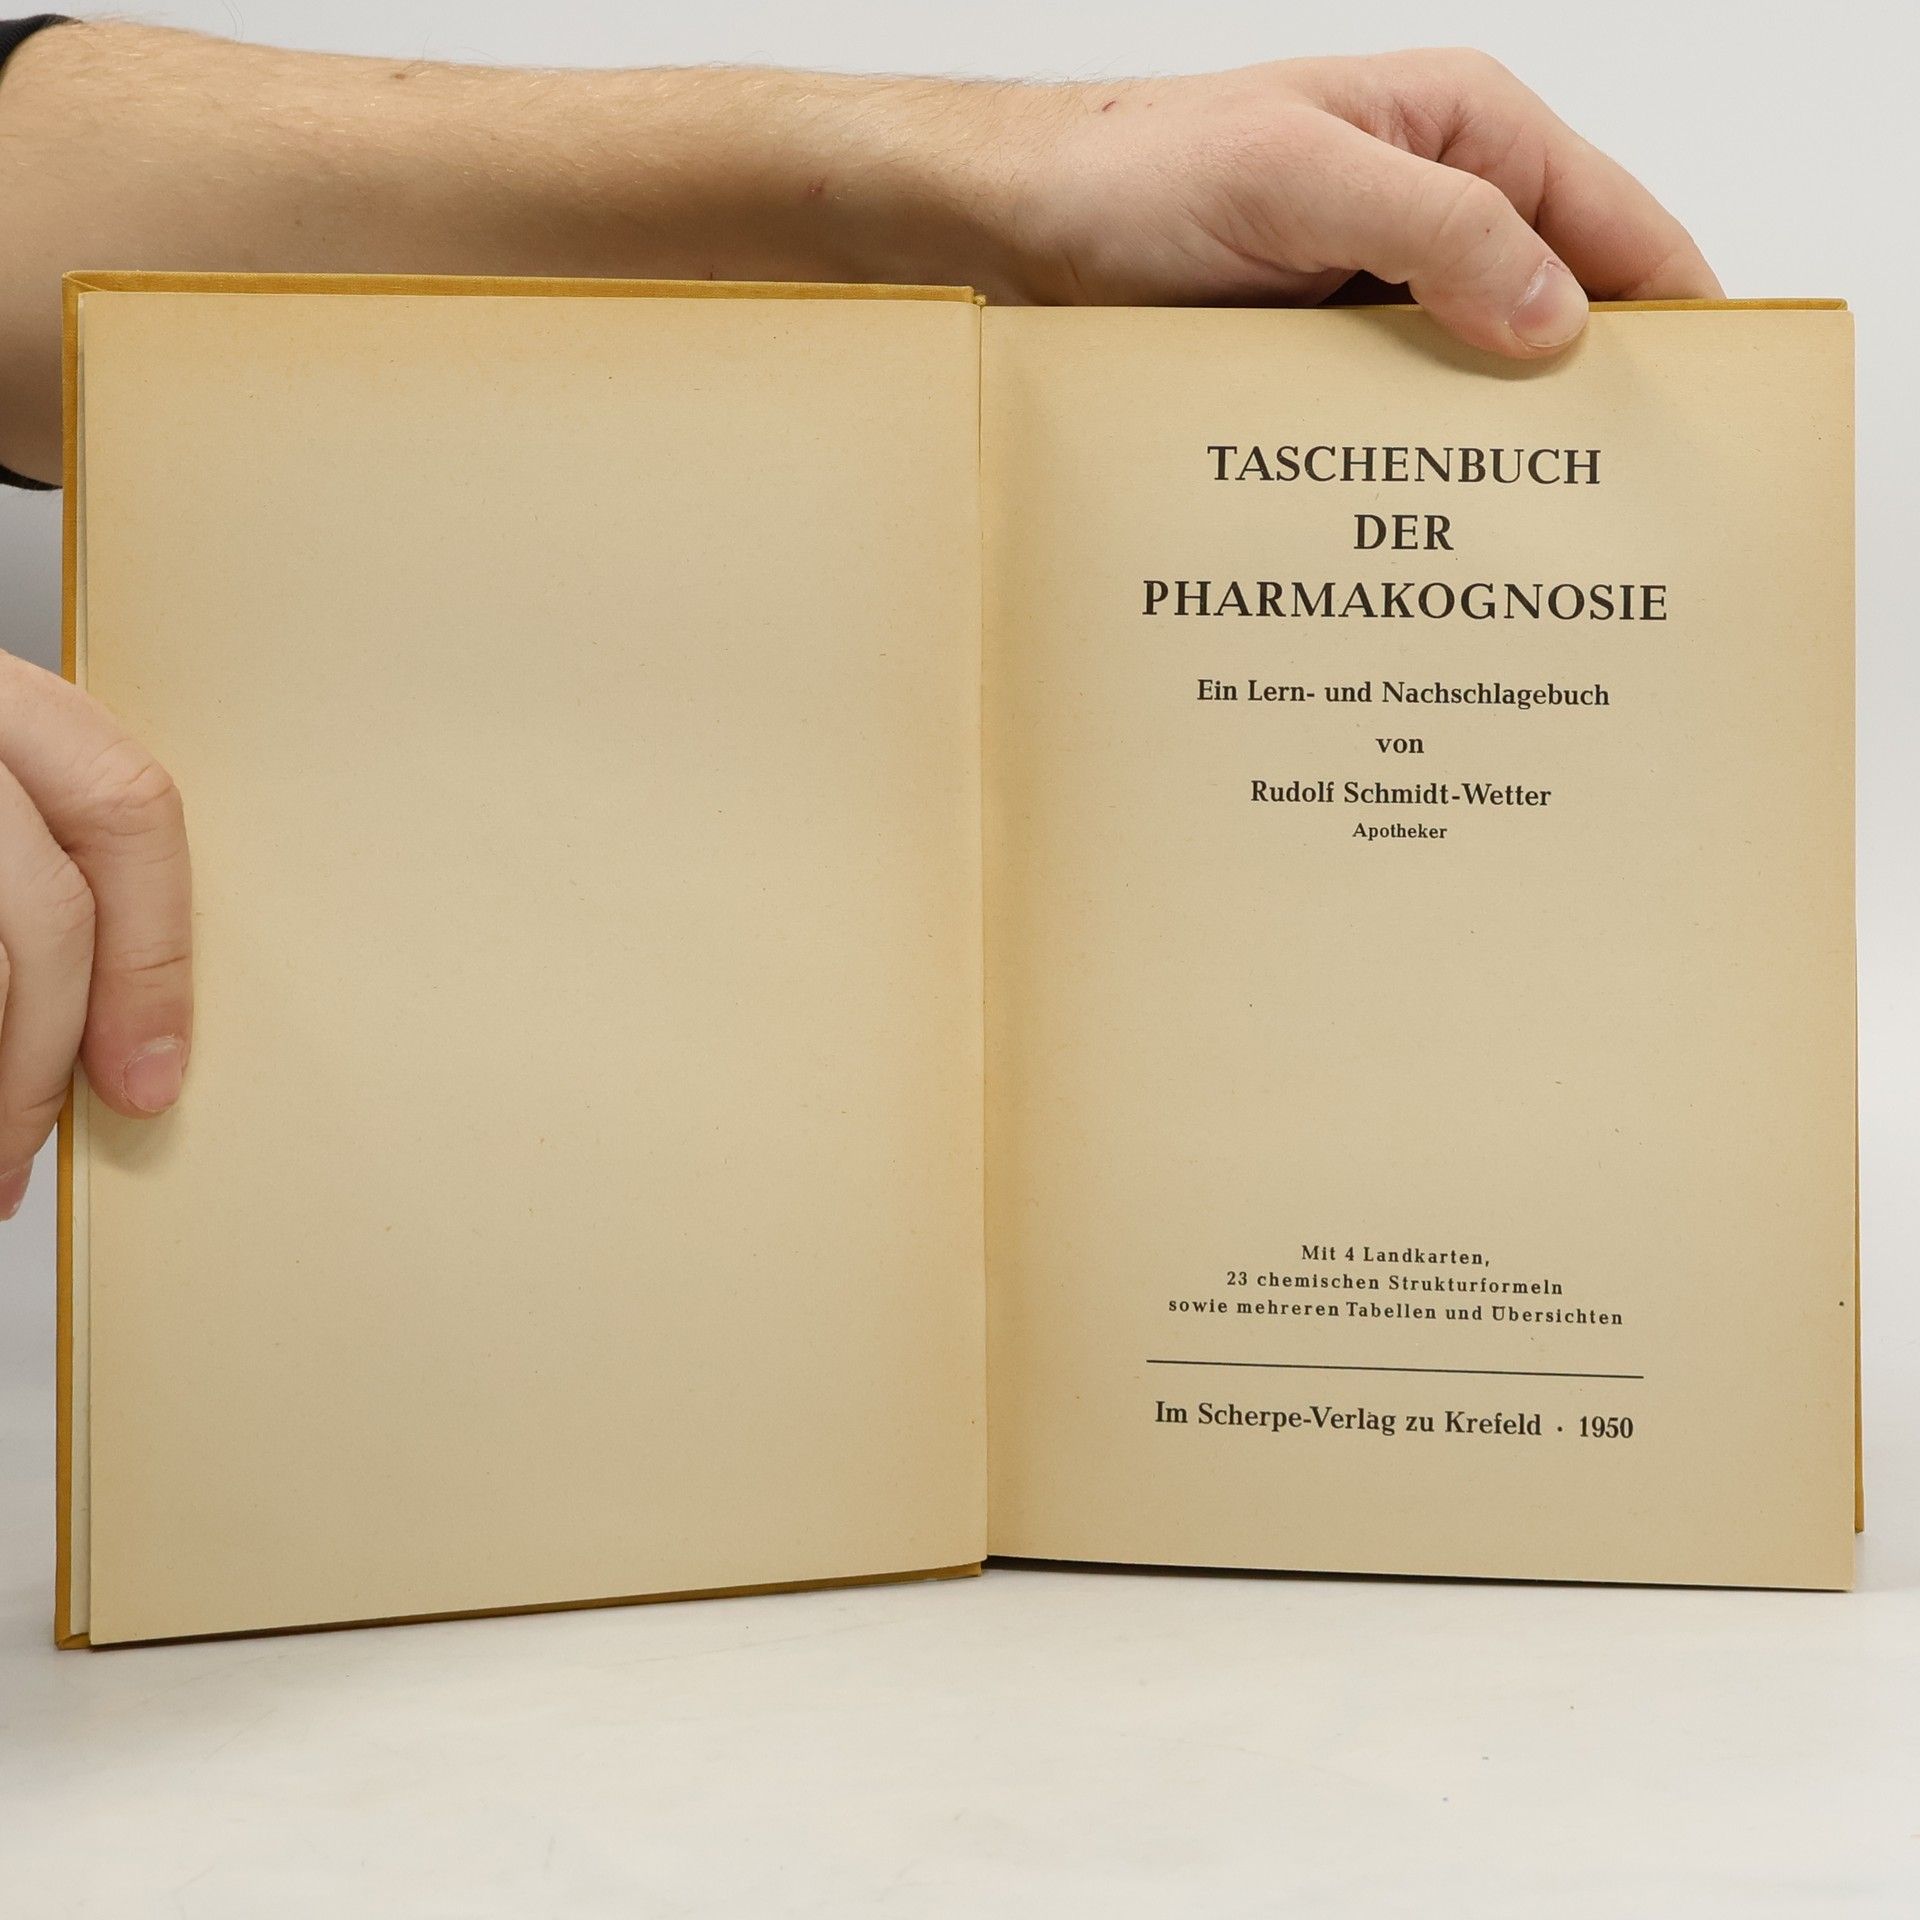 TASCHENBUCH
DER
PHARMAKOGNOSIE
Ein Lern- und Nachschlagebuch
von
Rudolf Schmidt-Wetter
Apotheker
Mit 4 Landkarten,
23 chemischen Strukturformeln
sowie mehreren Tabellen und Übersichten
Im Scherpe-Verlag zu Krefeld · 1950